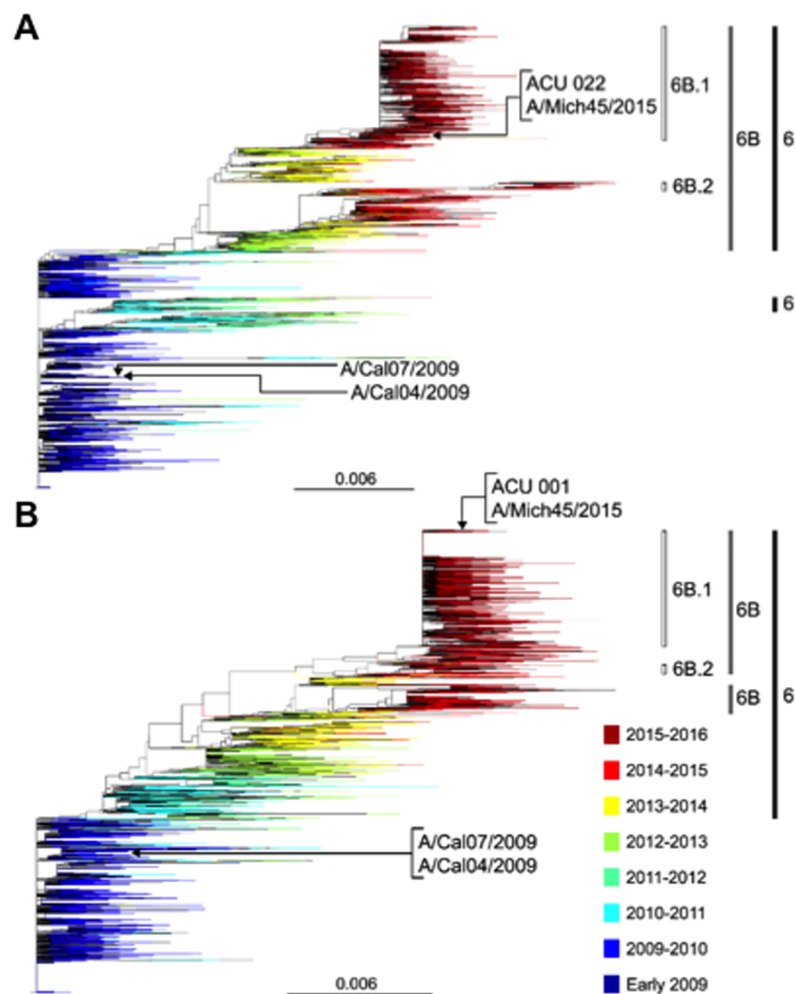 A
ACU 022
A/Mich45/2015
6B.1
6B
6
6B.2
6
A/Cal07/2009
A/Cal04/2009
0.006
B
ACU 001
A/Mich45/2015
6B.1
6B
6B.2
6B
6
2015-2016
2014-2015
2013-2014
2012-2013
2011-2012
2010-2011
2009-2010
Early 2009
A/Cal07/2009
A/Cal04/2009
0.006